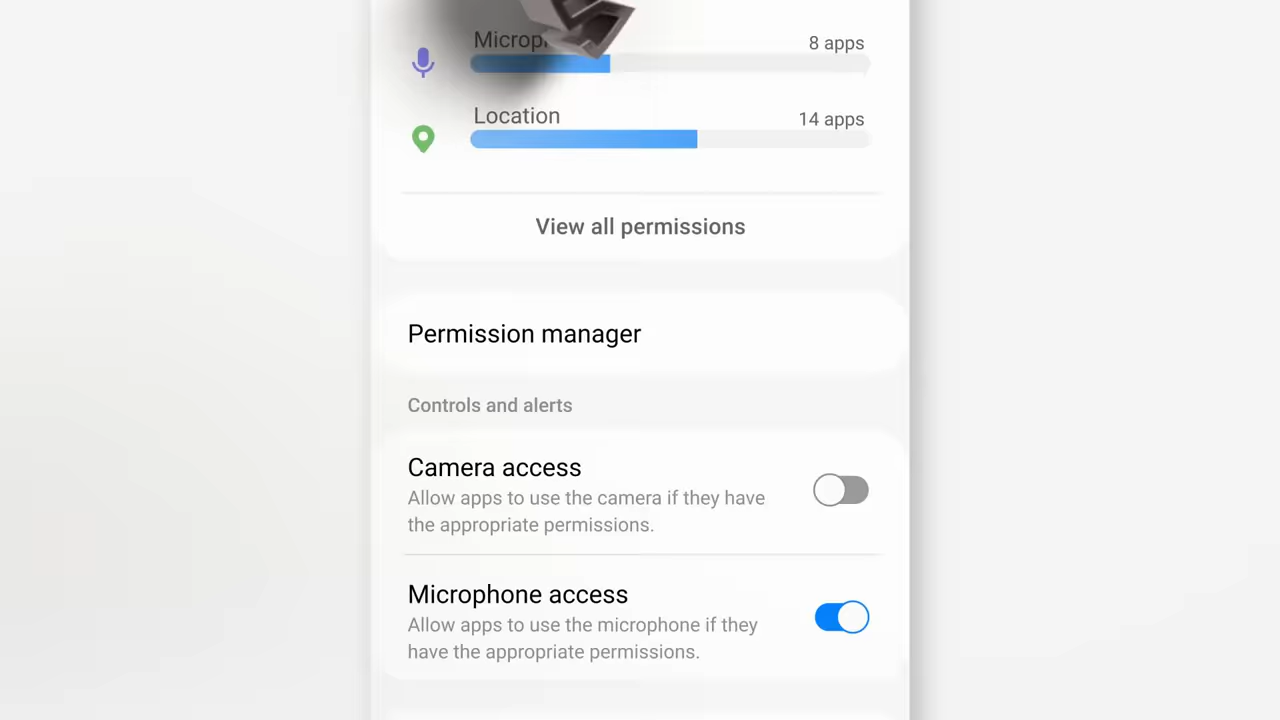 8 apps
Location
14 apps
View all permissions
Permission manager
Controls and alerts
Camera access
Allow apps to use the camera if they have
the appropriate permissions.
Microphone access
Allow apps to use the microphone if they
have the appropriate permissions.